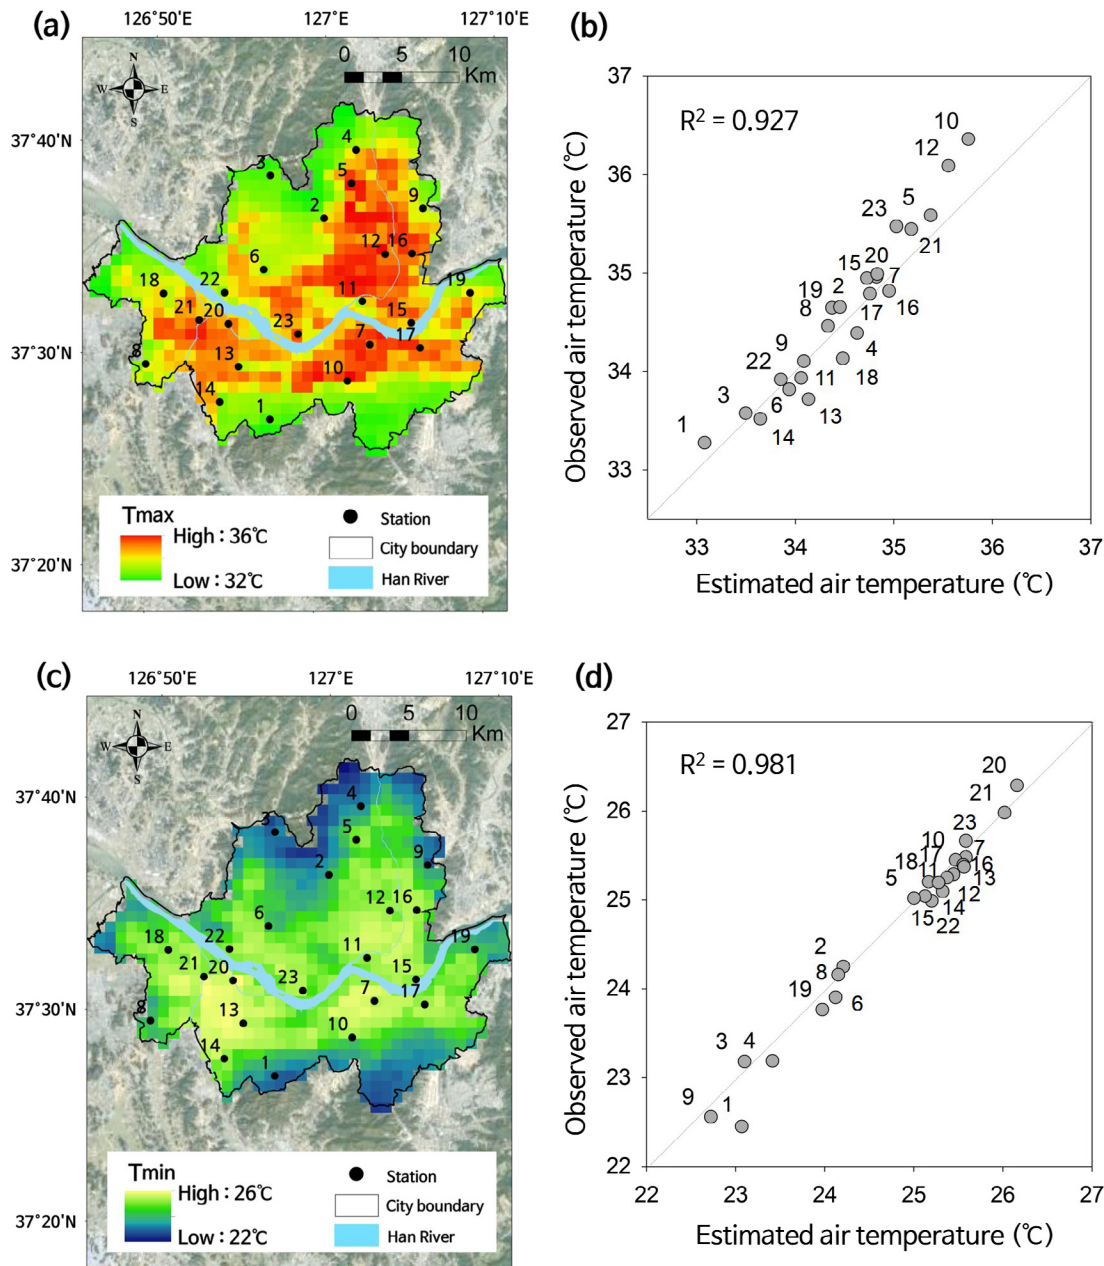 (a)
126°50'E 127°E 127°10'E
0 5 10
Km
N
W E
S
37°40'N
37°30'N
37°20'N
4
3
5
9
2
12 16
6
18
22
19
11
21
20
15
23
7
17
8
13
10
14
1
Tmax
High : 36℃
Low : 32℃
Station
City boundary
Han River
(b)
R² = 0.927
Observed air temperature (℃)
37
36
35
34
33
10
12
5
23
21
20
15
7
19 2
8
16
17
9
4
22
18
11
3
6
13
1
14
33 34 35 36 37
Estimated air temperature (℃)
(c)
126°50'E 127°E 127°10'E
0 5 10
Km
N
W E
S
37°40'N
37°30'N
37°20'N
4
3
5
9
2
12 16
6
18
22
19
11
21
20
15
23
7
17
8
13
10
14
1
Tmin
High : 26℃
Low : 22℃
Station
City boundary
Han River
(d)
R² = 0.981
Observed air temperature (℃)
27
26
25
24
23
22
20
21
23
10
7
17
18
16
11
5
13
12
14
15
22
2
8
19
6
3 4
9 1
22 23 24 25 26 27
Estimated air temperature (℃)